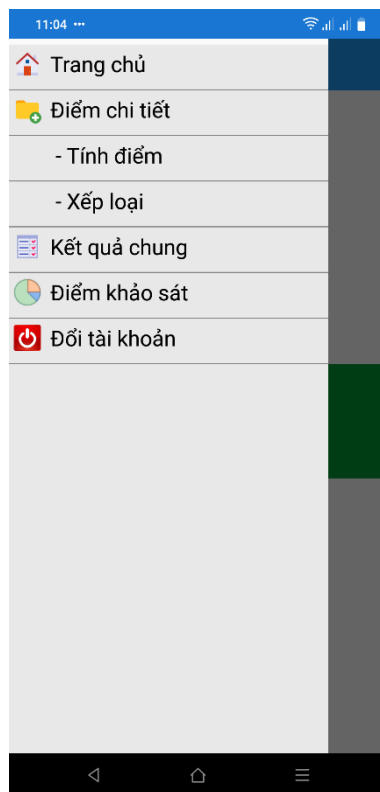 11:04 •••
Trang chủ
Điểm chi tiết
- Tính điểm
- Xếp loại
Kết quả chung
Điểm khảo sát
Đổi tài khoản